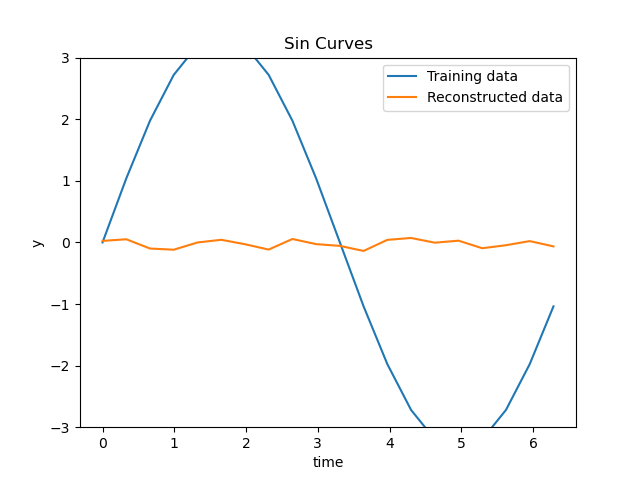 Sin Curves
Training data
Reconstructed data
3
2
1
0
−1
−2
−3
y
0 1 2 3 4 5 6
time